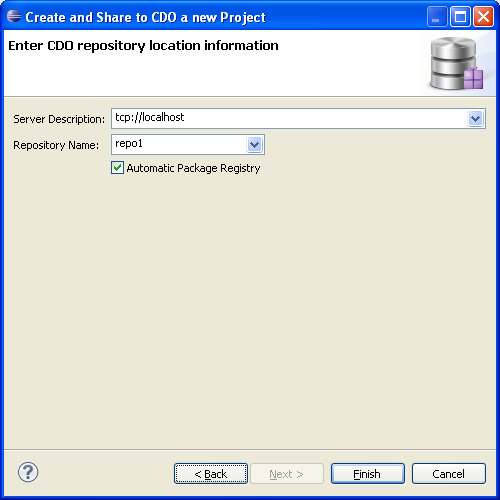 Create and Share to CDO a new Project
Enter CDO repository location information
Server Description: tcp://localhost
Repository Name: repo1
Automatic Package Registry
?
< Back Next > Finish Cancel